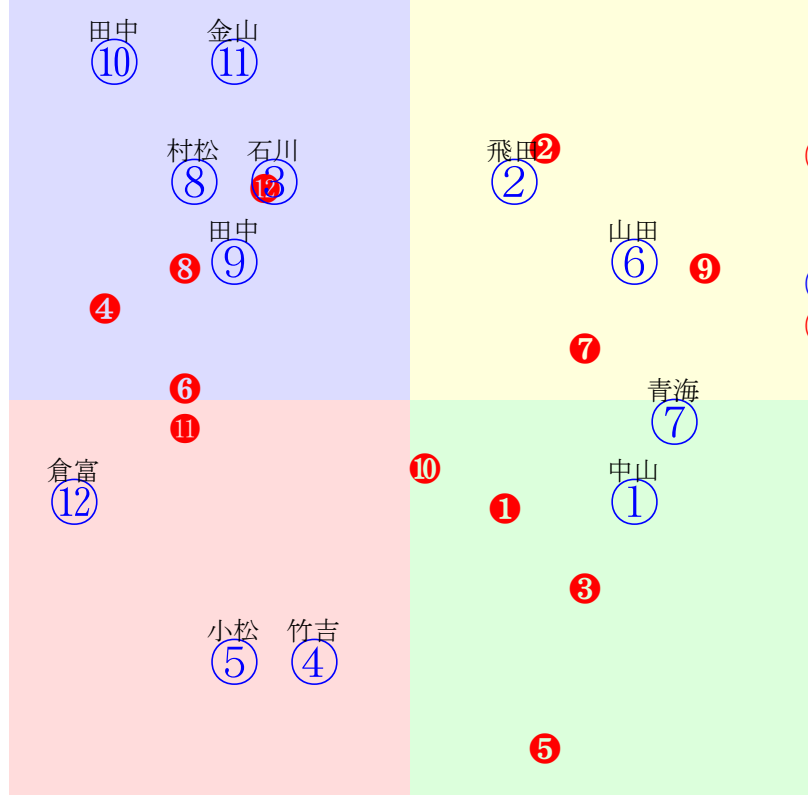 田中
⑩
金山
⑪
村松
⑧
石川
③
⓬
飛田
②
❷
田中
⑨
山田
⑥
❽
❾
❹
❼
❻
青海
⑦
⓫
❿
倉富
⑫
中山
①
❶
❸
小松
⑤
竹吉
④
❺